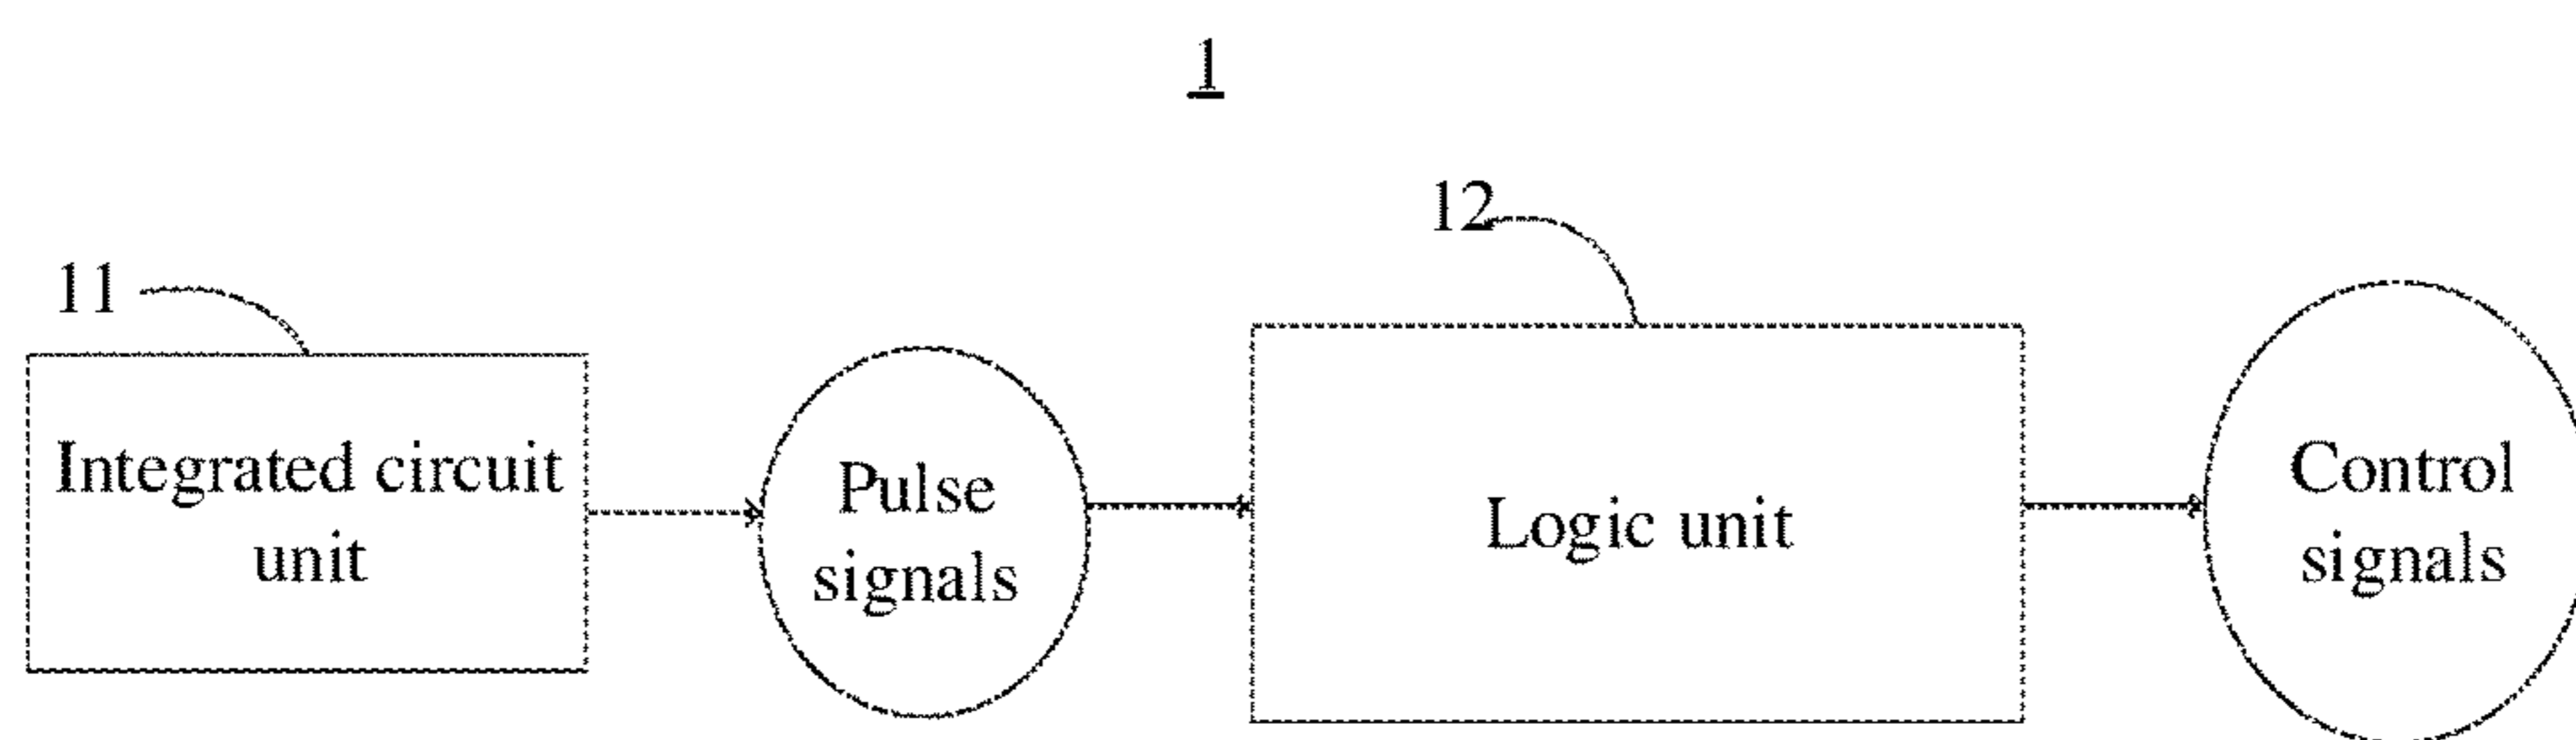 1
12
11
Integrated circuit
unit
Pulse
signals
Logic unit
Control
signals